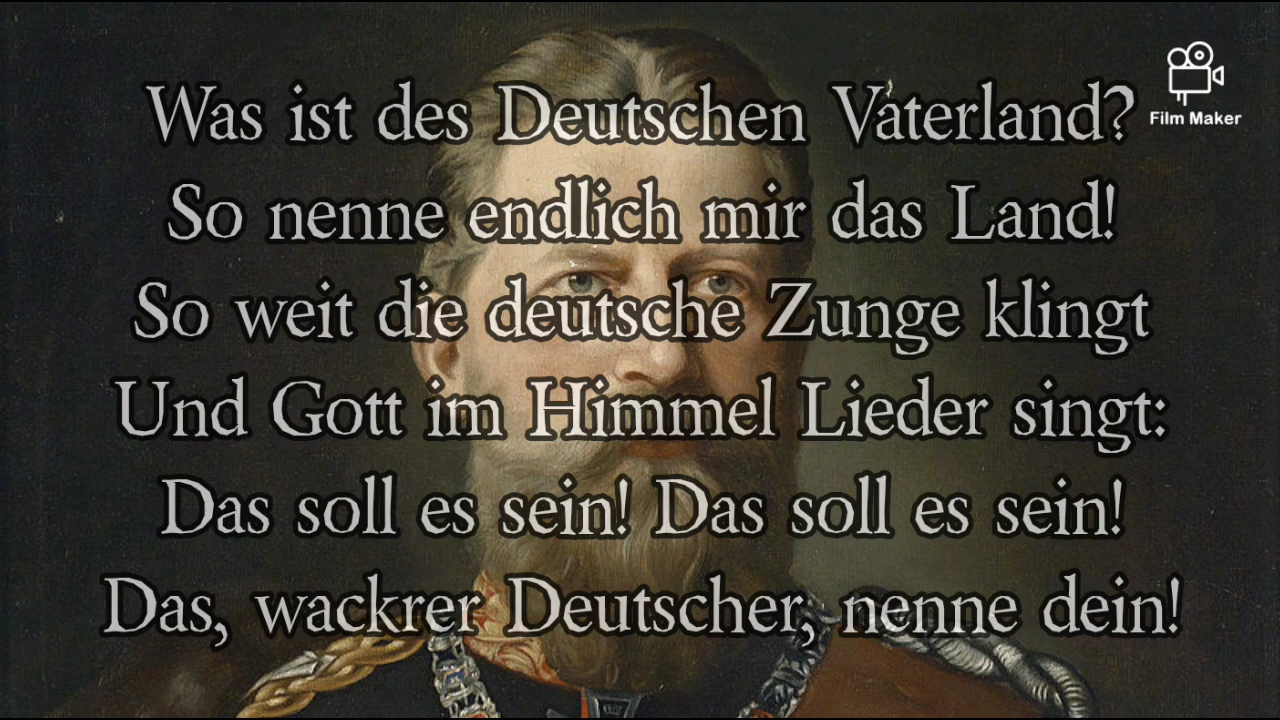 Was ist des Deutschen Vaterland?
So nenne endlich mir das Land!
So weit die deutsche Zunge klingt
Und Gott im Himmel Lieder singt:
Das soll es sein! Das soll es sein!
Das, wackrer Deutscher, nenne dein!
Film Maker